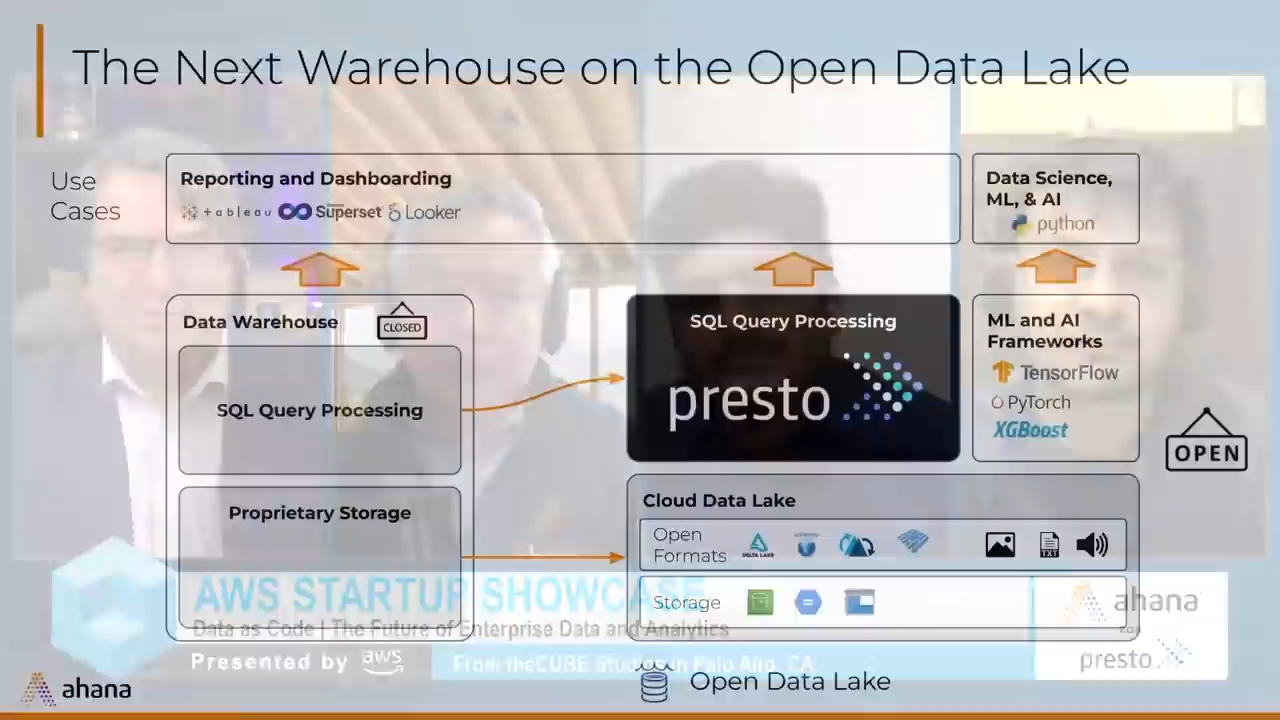 The Next Warehouse on the Open Data Lake
Use
Cases
Reporting and Dashboarding
+ a b l e a u Superset Looker
Data Science,
ML, & AI
python
Data Warehouse
CLOSED
SQL Query Processing
Proprietary Storage
SQL Query Processing
presto
ML and AI
Frameworks
TensorFlow
PyTorch
XGBoost
OPEN
Cloud Data Lake
Open
Formats
DELTA LAKE
TXT
Storage
AWS STARTUP SHOWCASE
Data as Code | The Future of Enterprise Data and Analytics
Presented by aws
From theCUBE Studios in Palo Alto, CA
ahana
FOR
presto
ahana
Open Data Lake